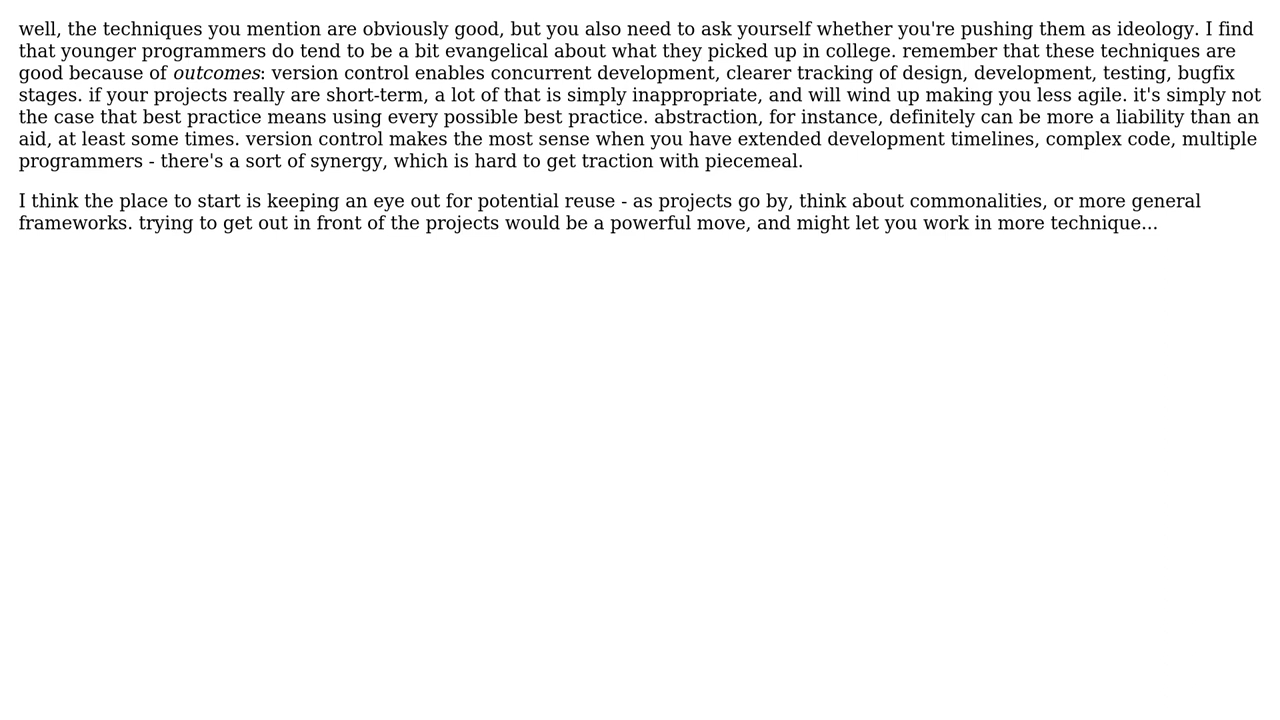 well, the techniques you mention are obviously good, but you also need to ask yourself whether you're pushing them as ideology. I find
that younger programmers do tend to be a bit evangelical about what they picked up in college. remember that these techniques are
good because of outcomes: version control enables concurrent development, clearer tracking of design, development, testing, bugfix
stages. if your projects really are short-term, a lot of that is simply inappropriate, and will wind up making you less agile. it's simply not
the case that best practice means using every possible best practice. abstraction, for instance, definitely can be more a liability than an
aid, at least some times. version control makes the most sense when you have extended development timelines, complex code, multiple
programmers - there's a sort of synergy, which is hard to get traction with piecemeal.
I think the place to start is keeping an eye out for potential reuse - as projects go by, think about commonalities, or more general
frameworks. trying to get out in front of the projects would be a powerful move, and might let you work in more technique...